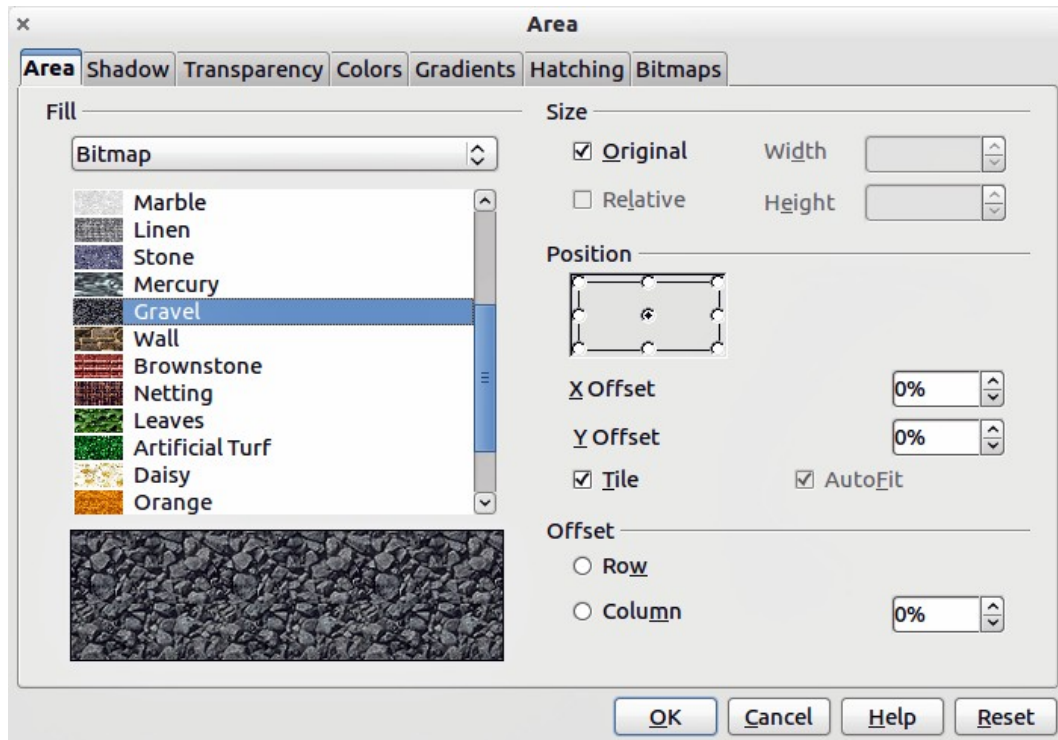 Area
Area Shadow Transparency Colors Gradients Hatching Bitmaps
Fill
Bitmap
Marble
Linen
Stone
Mercury
Gravel
Wall
Brownstone
Netting
Leaves
Artificial Turf
Daisy
Orange
Size
Original Width
Relative Height
Position
X Offset 0%
Y Offset 0%
Tile AutoFit
Offset
Row
Column 0%
OK Cancel Help Reset